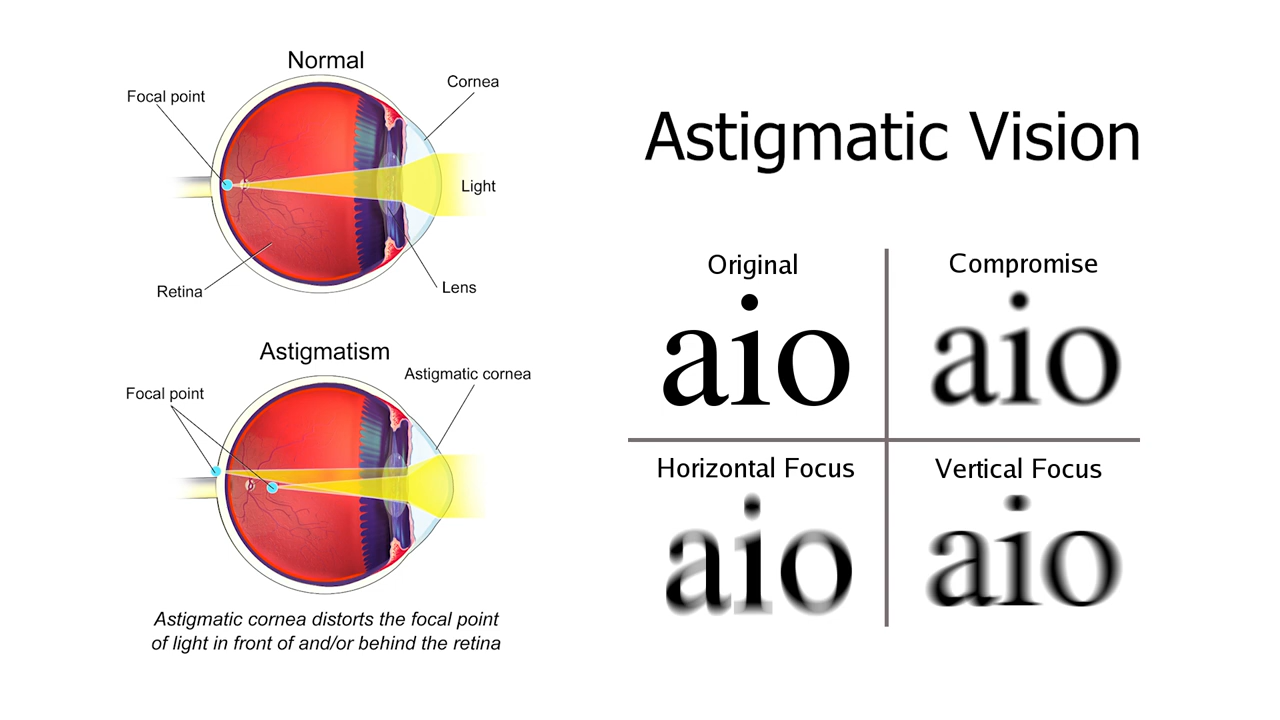 Normal
Focal point
Cornea
Light
Retina
Lens
Astigmatism
Focal point
Astigmatic cornea
Astigmatic cornea distorts the focal point
of light in front of and/or behind the retina
Astigmatic Vision
Original
aio
Compromise
aio
Horizontal Focus
aio
Vertical Focus
aio